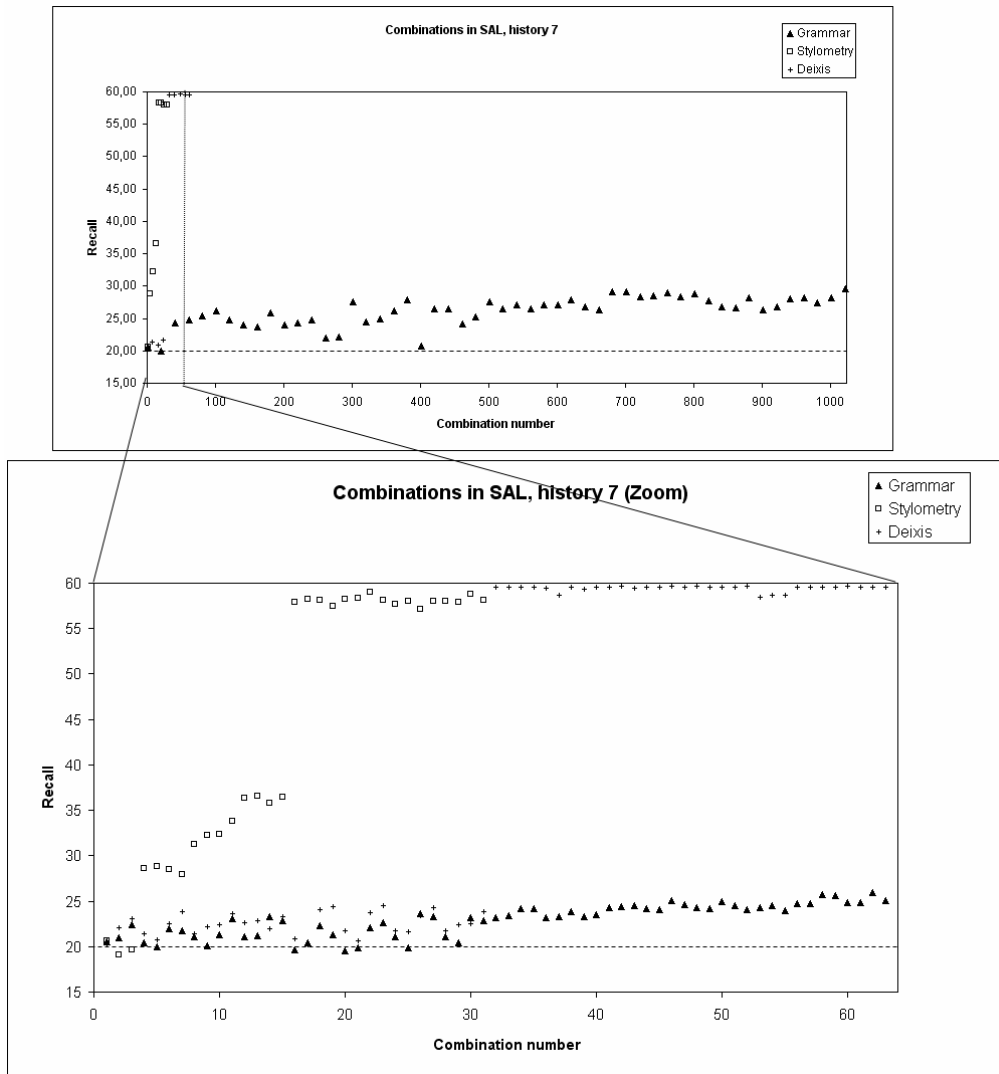 Combinations in SAL, history 7
Grammar
Stylometry
Deixis
60,00
55,00
50,00
45,00
40,00
35,00
30,00
25,00
20,00
15,00
Recall
0 100 200 300 400 500 600 700 800 900 1000
Combination number
Combinations in SAL, history 7 (Zoom)
Grammar
Stylometry
Deixis
60
55
50
45
40
35
30
25
20
15
Recall
0 10 20 30 40 50 60
Combination number